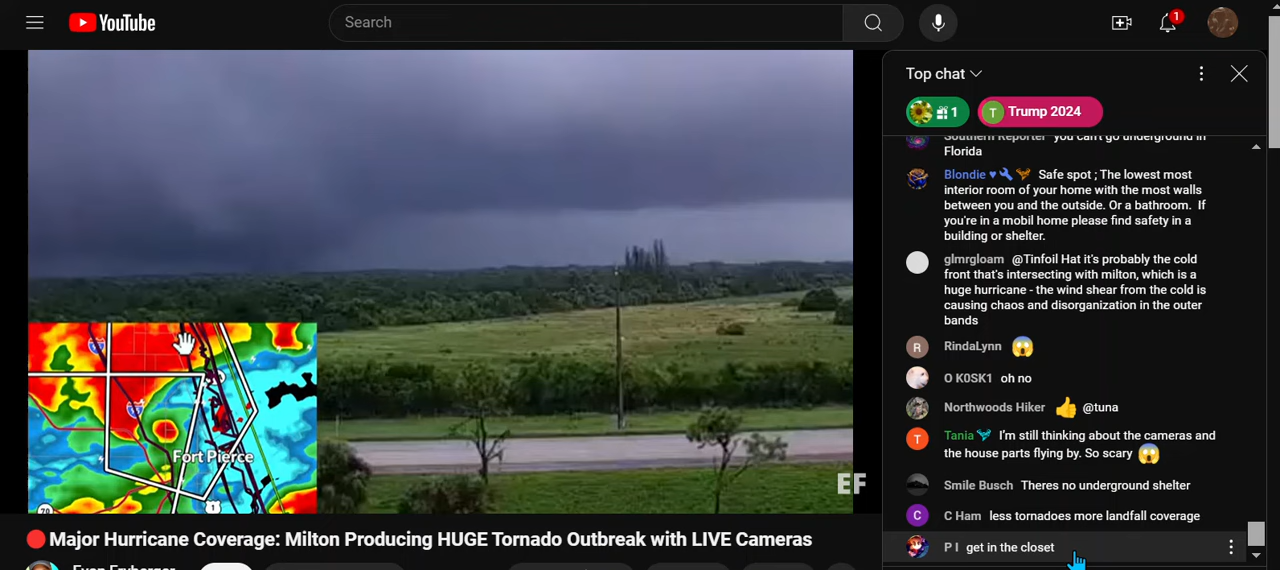 YouTube
Search
1
Top chat
1
T Trump 2024
Southern Reporter you can't go underground in
Florida
Blondie Safe spot ; The lowest most
interior room of your home with the most walls
between you and the outside. Or a bathroom. If
you're in a mobil home please find safety in a
building or shelter.
glmrgloam @Tinfoil Hat it's probably the cold
front that's intersecting with milton, which is a
huge hurricane - the wind shear from the cold is
causing chaos and disorganization in the outer
bands
R RindaLynn
O K0SK1 oh no
Northwoods Hiker @tuna
T Tania I'm still thinking about the cameras and
the house parts flying by. So scary
Smile Busch Theres no underground shelter
C C Ham less tornadoes more landfall coverage
P I get in the closet
Fort Pierce
70
1
EF
Major Hurricane Coverage: Milton Producing HUGE Tornado Outbreak with LIVE Cameras